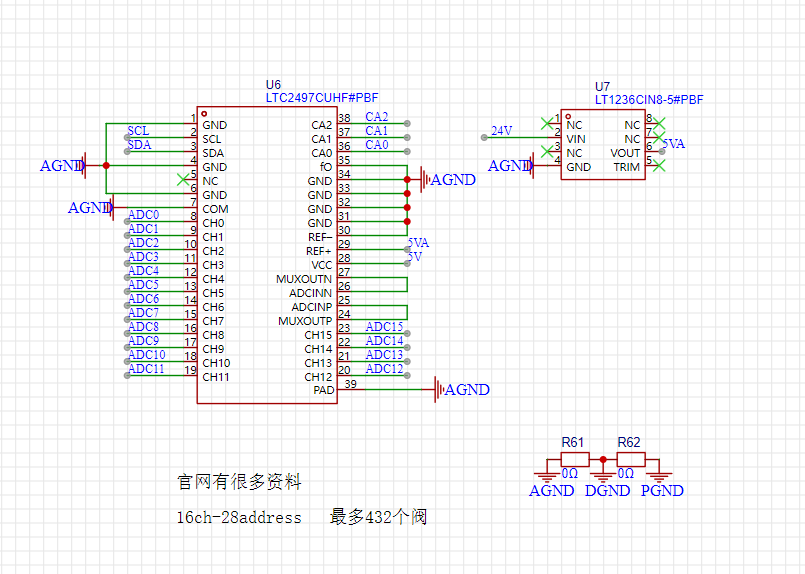 U6
LTC2497CUHF#PBF
1 GND CA2 38 CA2
SCL 2 SCL CA1 37 CA1
SDA 3 SDA CA0 36 CA0
AGND 4 GND fO 35
5 NC GND 34 AGND
6 GND GND 33
AGND 7 COM GND 32
ADC0 8 CH0 GND 31
ADC1 9 CH1 REF– 30
ADC2 10 CH2 REF+ 29 5VA
ADC3 11 CH3 VCC 28 5V
ADC4 12 CH4 MUXOUTN 27
ADC5 13 CH5 ADCINN 26
ADC6 14 CH6 ADCINP 25
ADC7 15 CH7 MUXOUTP 24
ADC8 16 CH8 CH15 23 ADC15
ADC9 17 CH9 CH14 22 ADC14
ADC10 18 CH10 CH13 21 ADC13
ADC11 19 CH11 CH12 20 ADC12
PAD 39 AGND
U7
LT1236CIN8-5#PBF
1 NC NC 8
24V 2 VIN NC 7
3 NC VOUT 6 5VA
AGND 4 GND TRIM 5
R61 R62
0Ω 0Ω
AGND DGND PGND
官网有很多资料
16ch-28address 最多432个阀